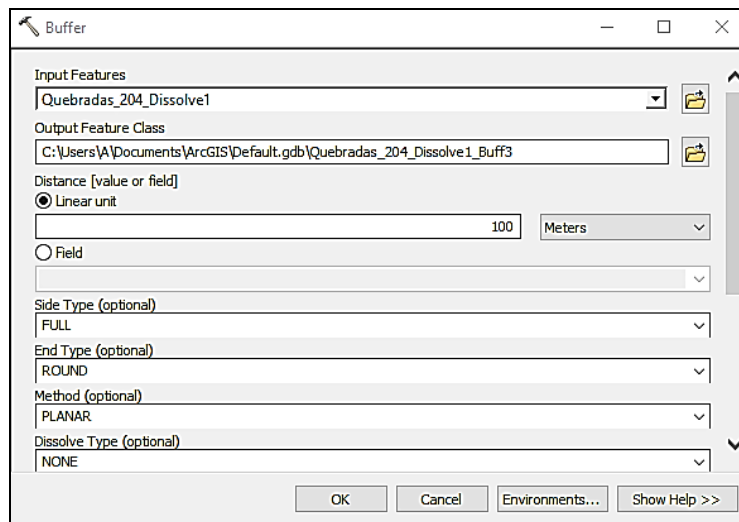 Buffer
Input Features
Quebradas_204_Dissolve1
Output Feature Class
C:\Users\A\Documents\ArcGIS\Default.gdb\Quebradas_204_Dissolve1_Buff3
Distance [value or field]
Linear unit
100 Meters
Field
Side Type (optional)
FULL
End Type (optional)
ROUND
Method (optional)
PLANAR
Dissolve Type (optional)
NONE
OK Cancel Environments... Show Help >>